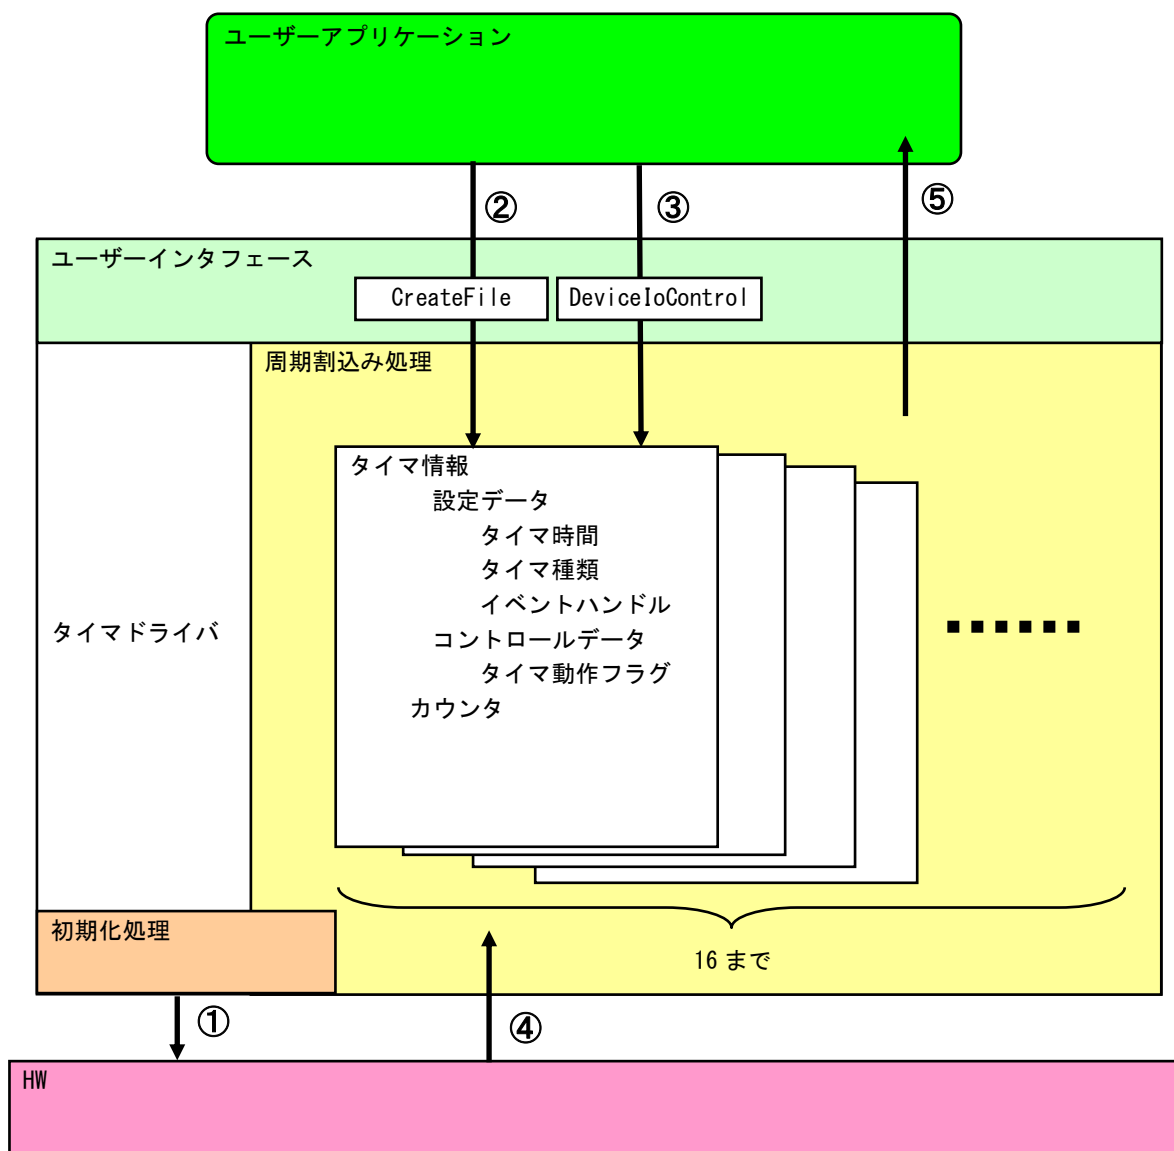 ユーザーアプリケーション
② ③ ⑤
ユーザーインタフェース
CreateFile DeviceIoControl
周期割込み処理
タイマ情報
設定データ
タイマ時間
タイマ種類
イベントハンドル
タイマドライバ
コントロールデータ
タイマ動作フラグ
カウンタ
初期化処理
16 まで
① ④
HW